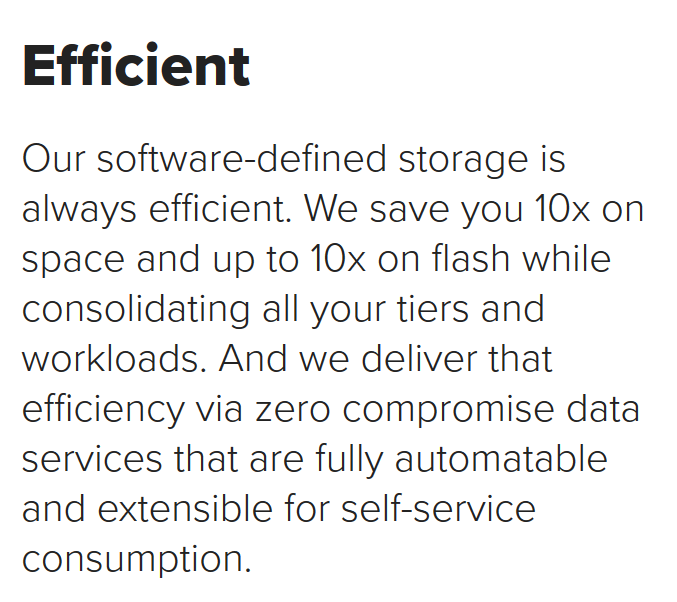 Efficient
Our software-defined storage is
always efficient. We save you 10x on
space and up to 10x on flash while
consolidating all your tiers and
workloads. And we deliver that
efficiency via zero compromise data
services that are fully automatable
and extensible for self-service
consumption.